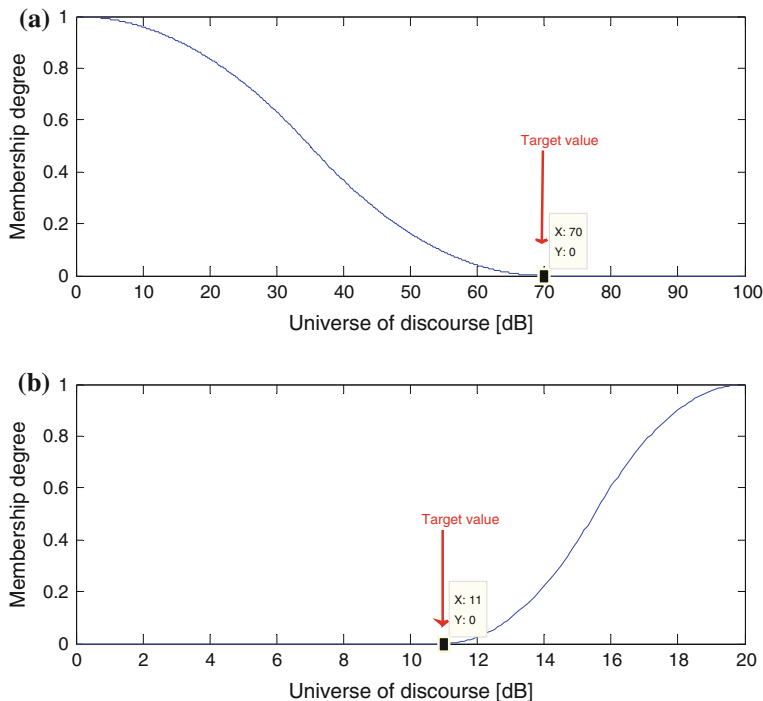 (a)
1
0.8
0.6
0.4
0.2
0
Membership degree
Target value
X: 70
Y: 0
0 10 20 30 40 50 60 70 80 90 100
Universe of discourse [dB]
(b)
1
0.8
0.6
0.4
0.2
0
Membership degree
Target value
X: 11
Y: 0
0 2 4 6 8 10 12 14 16 18 20
Universe of discourse [dB]